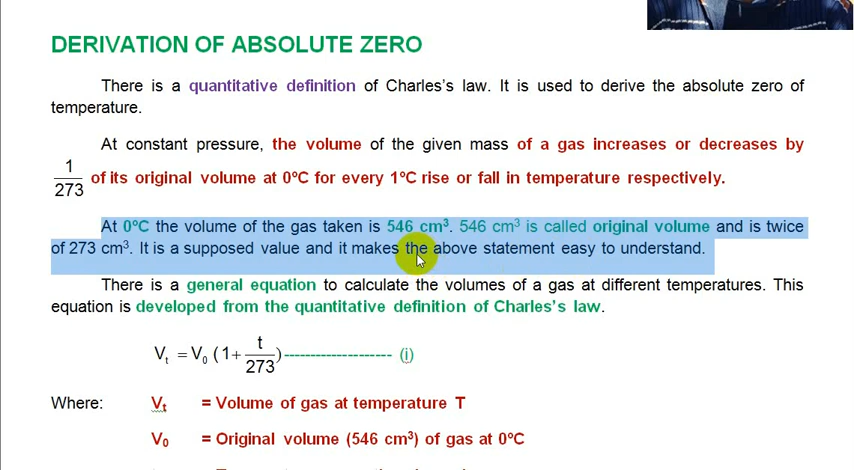 DERIVATION OF ABSOLUTE ZERO
There is a quantitative definition of Charles's law. It is used to derive the absolute zero of
temperature.
At constant pressure, the volume of the given mass of a gas increases or decreases by
1/273 of its original volume at 0ºC for every 1ºC rise or fall in temperature respectively.
At 0ºC the volume of the gas taken is 546 cm³. 546 cm³ is called original volume and is twice
of 273 cm³. It is a supposed value and it makes the above statement easy to understand.
There is a general equation to calculate the volumes of a gas at different temperatures. This
equation is developed from the quantitative definition of Charles's law.
Vₜ = V₀ (1+ t/273)-------------------- (i)
Where: Vₜ = Volume of gas at temperature T
V₀ = Original volume (546 cm³) of gas at 0ºC